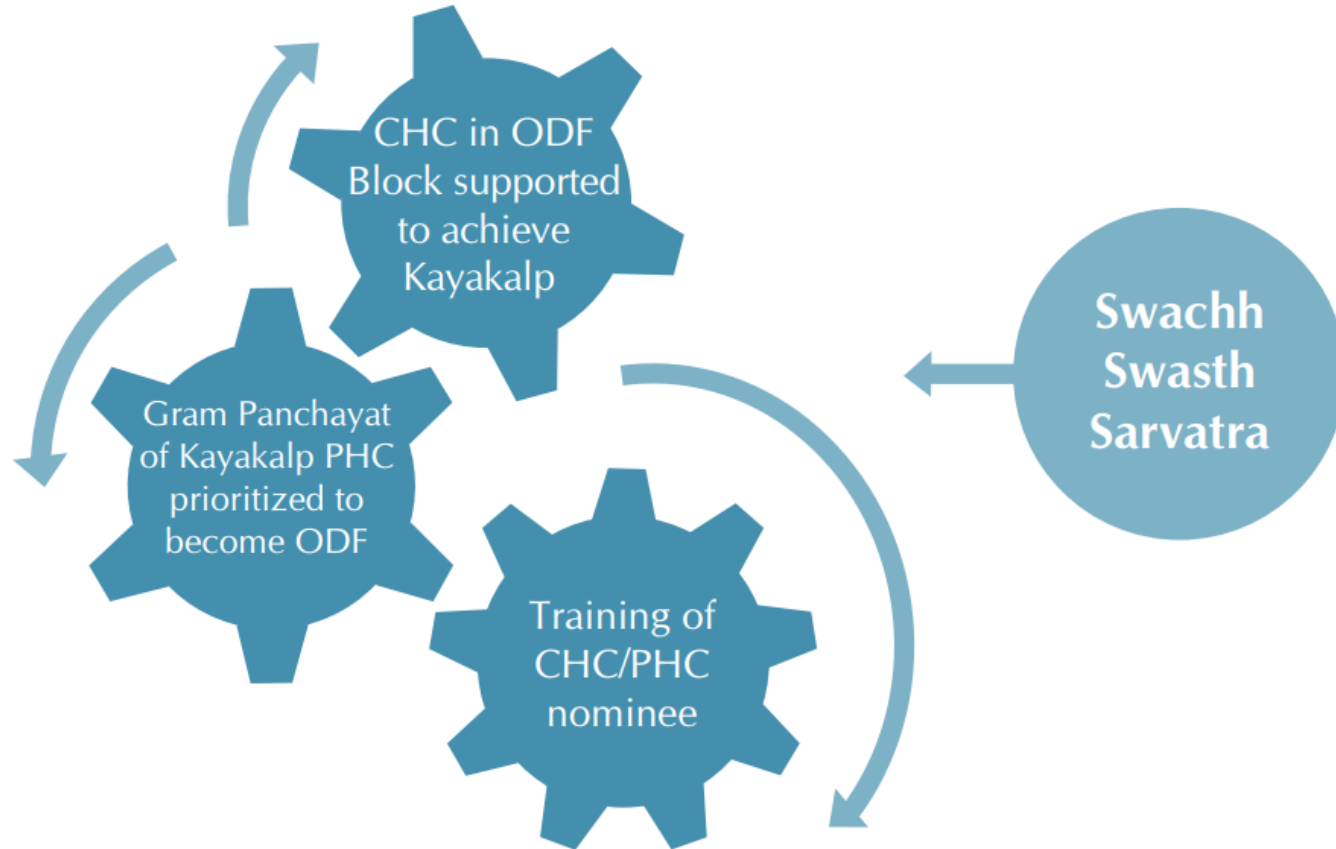 CHC in ODF
Block supported
to achieve
Kayakalp
Gram Panchayat
of Kayakalp PHC
prioritized to
become ODF
Training of
CHC/PHC
nominee
Swachh
Swasth
Sarvatra